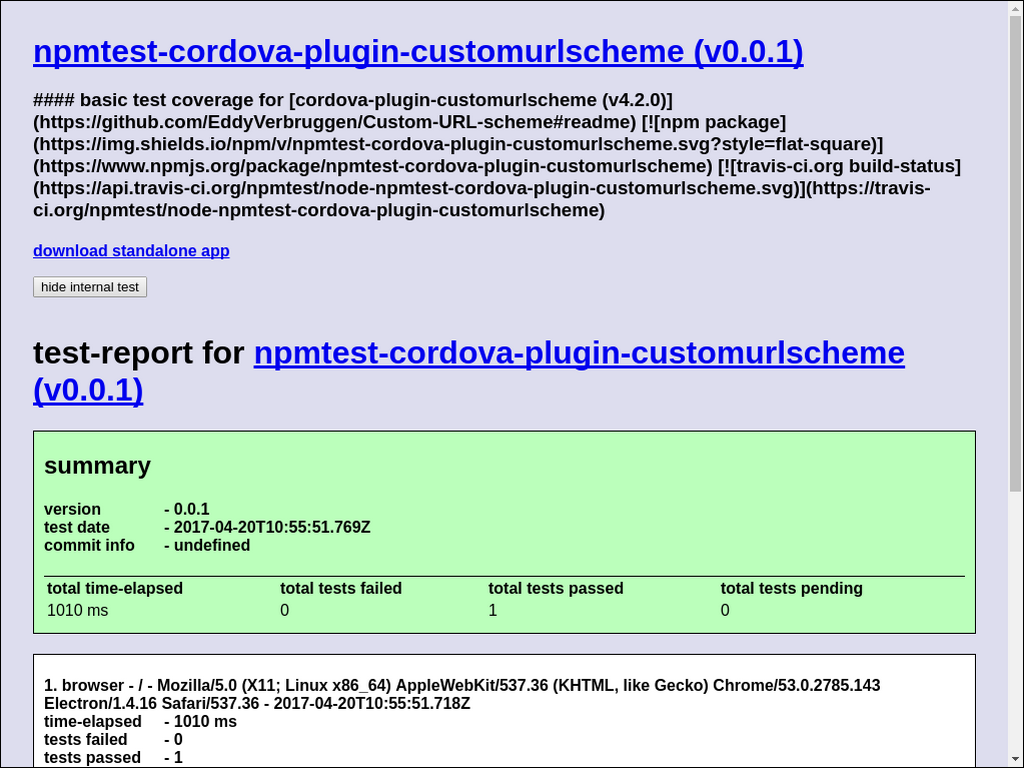 npmtest-cordova-plugin-customurlscheme (v0.0.1)
#### basic test coverage for [cordova-plugin-customurlscheme (v4.2.0)]
(https://github.com/EddyVerbruggen/Custom-URL-scheme#readme) [![npm package]
(https://img.shields.io/npm/v/npmtest-cordova-plugin-customurlscheme.svg?style=flat-square)]
(https://www.npmjs.org/package/npmtest-cordova-plugin-customurlscheme) [![travis-ci.org build-status]
(https://api.travis-ci.org/npmtest/node-npmtest-cordova-plugin-customurlscheme.svg)](https://travis-
ci.org/npmtest/node-npmtest-cordova-plugin-customurlscheme)
download standalone app
hide internal test
test-report for npmtest-cordova-plugin-customurlscheme
(v0.0.1)
summary
version - 0.0.1
test date - 2017-04-20T10:55:51.769Z
commit info - undefined
total time-elapsed total tests failed total tests passed total tests pending
1010 ms 0 1 0
1. browser - / - Mozilla/5.0 (X11; Linux x86_64) AppleWebKit/537.36 (KHTML, like Gecko) Chrome/53.0.2785.143
Electron/1.4.16 Safari/537.36 - 2017-04-20T10:55:51.718Z
time-elapsed - 1010 ms
tests failed - 0
tests passed - 1